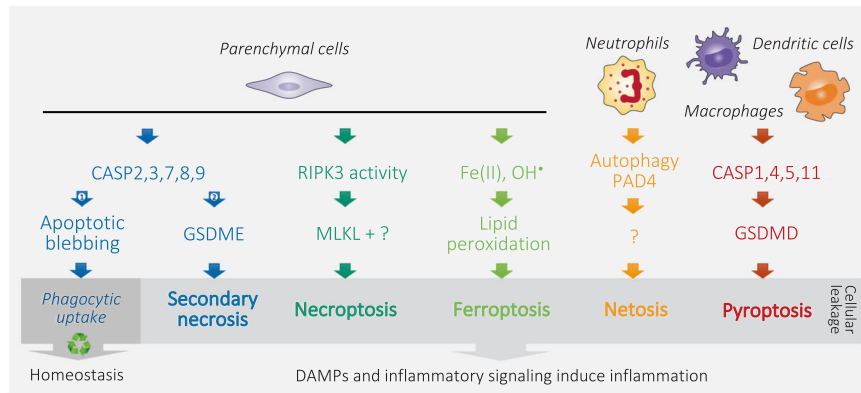 Parenchymal cells
Neutrophils
Dendritic cells
Macrophages
CASP2,3,7,8,9
RIPK3 activity
Fe(II), OH•
Autophagy
PAD4
CASP1,4,5,11
1
2
Apoptotic
blebbing
GSDME
MLKL + ?
Lipid
peroxidation
?
GSDMD
Phagocytic
uptake
Secondary
necrosis
Necroptosis
Ferroptosis
Netosis
Pyroptosis
Cellular
leakage
Homeostasis
DAMPs and inflammatory signaling induce inflammation